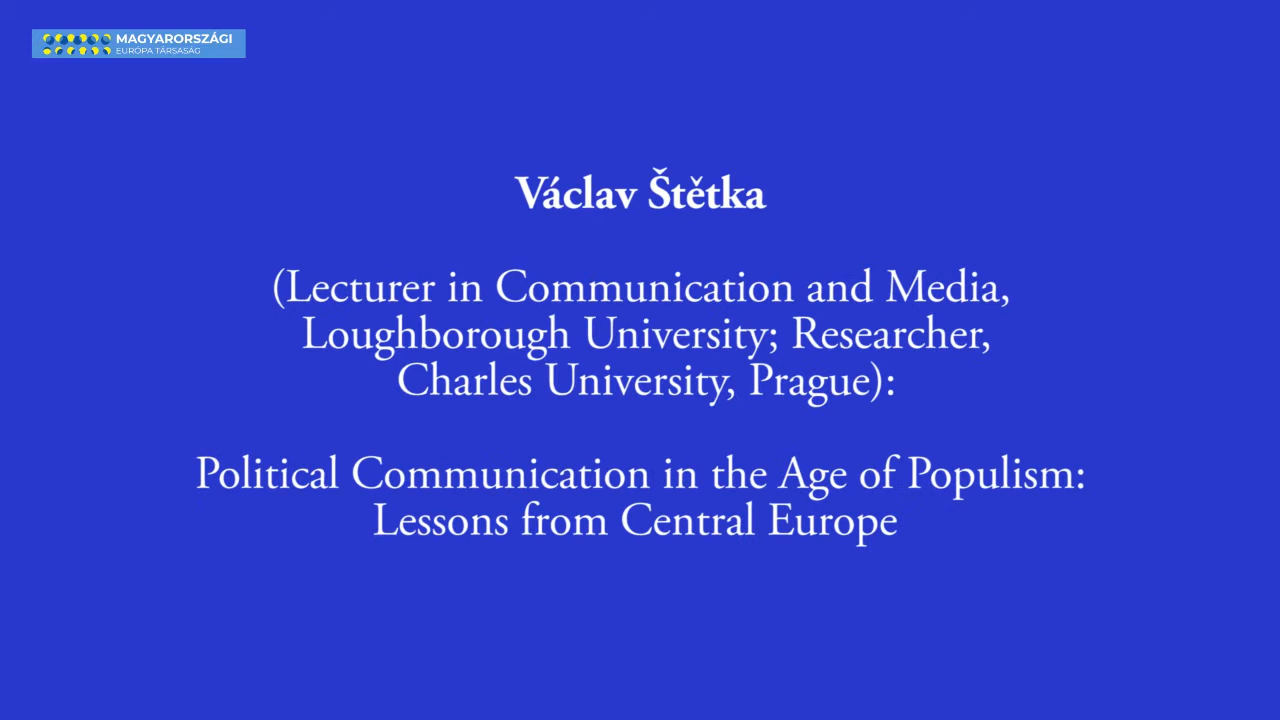 MAGYARORSZÁGI
EURÓPA TÁRSASÁG
Václav Štětka
(Lecturer in Communication and Media,
Loughborough University; Researcher,
Charles University, Prague):
Political Communication in the Age of Populism:
Lessons from Central Europe